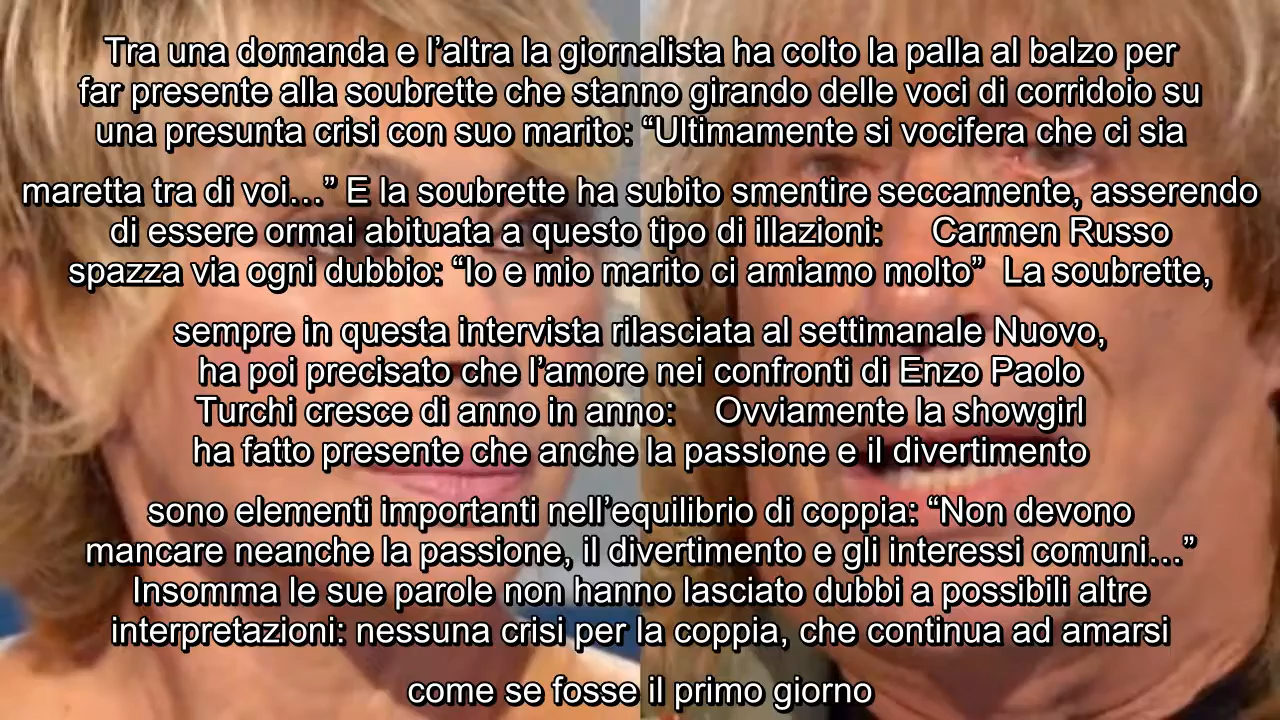 Tra una domanda e l’altra la giornalista ha colto la palla al balzo per
far presente alla soubrette che stanno girando delle voci di corridoio su
una presunta crisi con suo marito: “Ultimamente si vocifera che ci sia
maretta tra di voi…” E la soubrette ha subito smentire seccamente, asserendo
di essere ormai abituata a questo tipo di illazioni: Carmen Russo
spazza via ogni dubbio: “Io e mio marito ci amiamo molto” La soubrette,
sempre in questa intervista rilasciata al settimanale Nuovo,
ha poi precisato che l’amore nei confronti di Enzo Paolo
Turchi cresce di anno in anno: Ovviamente la showgirl
ha fatto presente che anche la passione e il divertimento
sono elementi importanti nell’equilibrio di coppia: “Non devono
mancare neanche la passione, il divertimento e gli interessi comuni…”
Insomma le sue parole non hanno lasciato dubbi a possibili altre
interpretazioni: nessuna crisi per la coppia, che continua ad amarsi
come se fosse il primo giorno